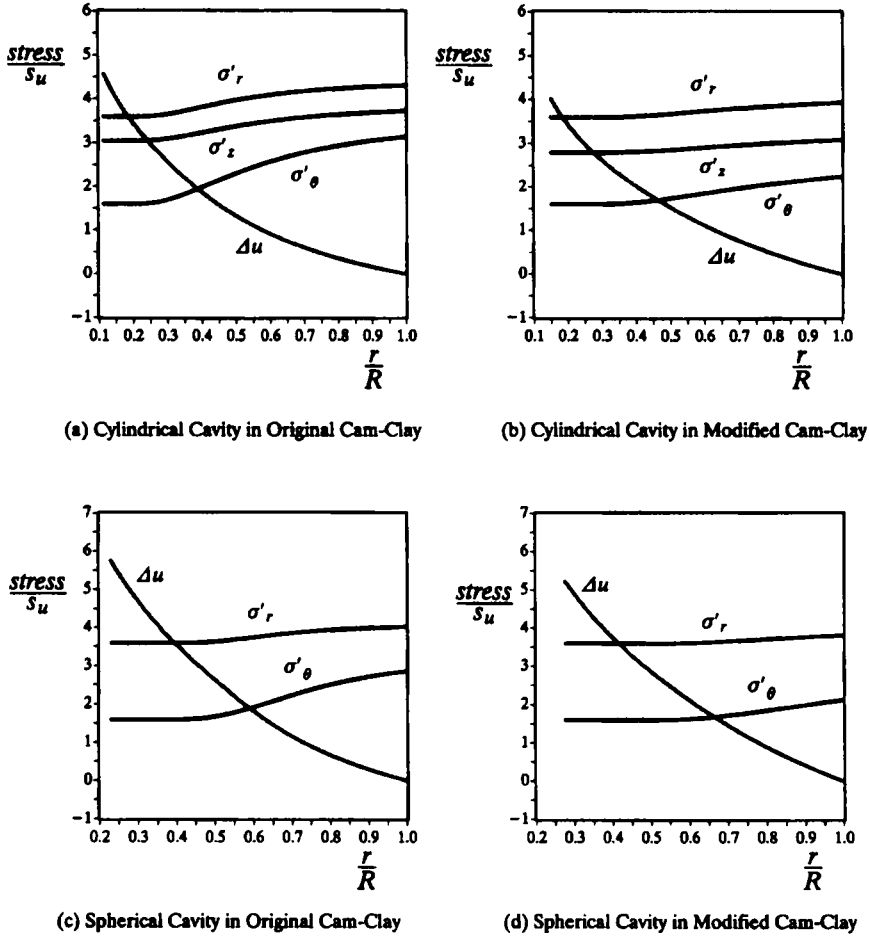 stress
s_u
6
5
4
3
2
1
0
−1
σ'_r
σ'_z
σ'_θ
Δu
0.1 0.2 0.3 0.4 0.5 0.6 0.7 0.8 0.9 1.0
r
R
(a) Cylindrical Cavity in Original Cam-Clay
stress
s_u
6
5
4
3
2
1
0
−1
σ'_r
σ'_z
σ'_θ
Δu
0.1 0.2 0.3 0.4 0.5 0.6 0.7 0.8 0.9 1.0
r
R
(b) Cylindrical Cavity in Modified Cam-Clay
stress
s_u
7
6
5
4
3
2
1
0
−1
Δu
σ'_r
σ'_θ
0.2 0.3 0.4 0.5 0.6 0.7 0.8 0.9 1.0
r
R
(c) Spherical Cavity in Original Cam-Clay
stress
s_u
7
6
5
4
3
2
1
0
−1
Δu
σ'_r
σ'_θ
0.2 0.3 0.4 0.5 0.6 0.7 0.8 0.9 1.0
r
R
(d) Spherical Cavity in Modified Cam-Clay